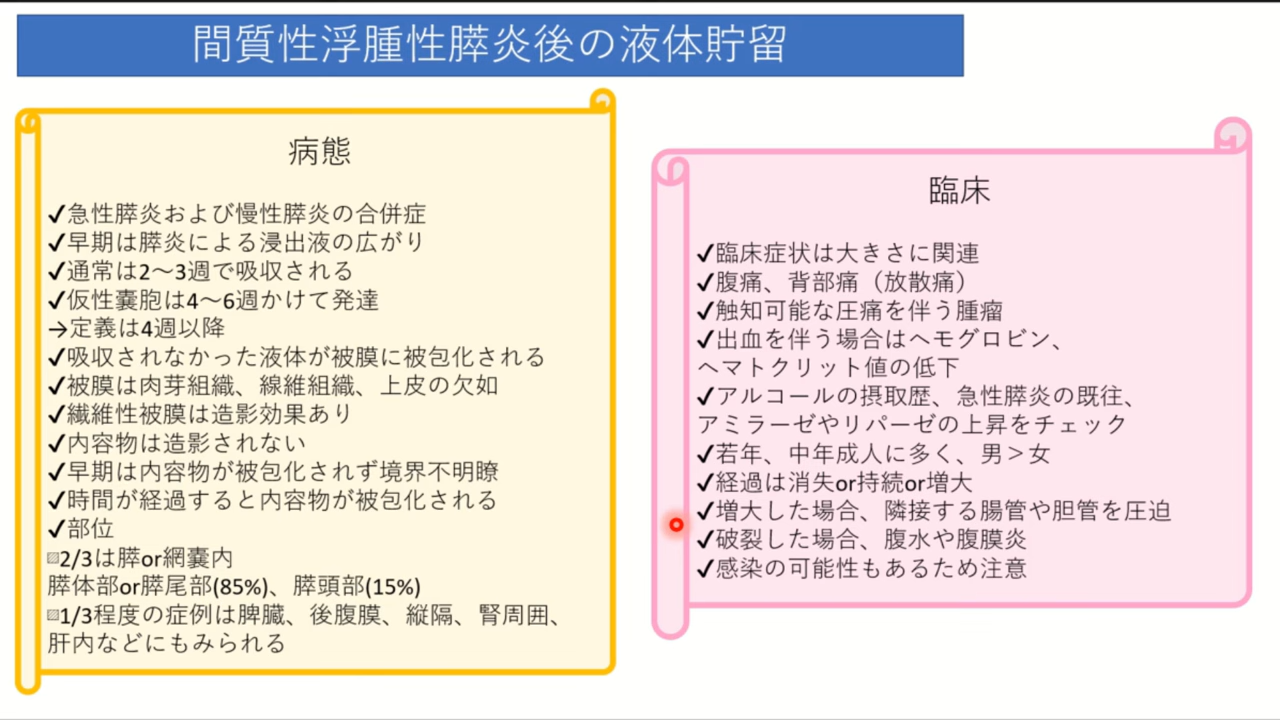 間質性浮腫性膵炎後の液体貯留
病態
✓急性膵炎および慢性膵炎の合併症
✓早期は膵炎による浸出液の広がり
✓通常は2～3週で吸収される
✓仮性嚢胞は4～6週かけて発達
→定義は4週以降
✓吸収されなかった液体が被膜に被包化される
✓被膜は肉芽組織、線維組織、上皮の欠如
✓繊維性被膜は造影効果あり
✓内容物は造影されない
✓早期は内容物が被包化されず境界不明瞭
✓時間が経過すると内容物が被包化される
✓部位
▨2/3は膵or網嚢内
膵体部or膵尾部(85%)、膵頭部(15%)
▨1/3程度の症例は脾臓、後腹膜、縦隔、腎周囲、
肝内などにもみられる
臨床
✓臨床症状は大きさに関連
✓腹痛、背部痛（放散痛）
✓触知可能な圧痛を伴う腫瘤
✓出血を伴う場合はヘモグロビン、
ヘマトクリット値の低下
✓アルコールの摂取歴、急性膵炎の既往、
アミラーゼやリパーゼの上昇をチェック
✓若年、中年成人に多く、男＞女
✓経過は消失or持続or増大
✓増大した場合、隣接する腸管や胆管を圧迫
✓破裂した場合、腹水や腹膜炎
✓感染の可能性もあるため注意